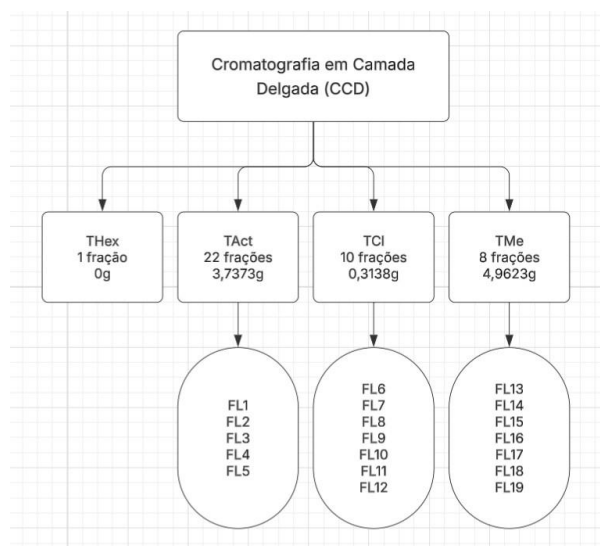 Cromatografia em Camada
Delgada (CCD)
THex
1 fração
0g
TAct
22 frações
3,7373g
TCl
10 frações
0,3138g
TMe
8 frações
4,9623g
FL1
FL2
FL3
FL4
FL5
FL6
FL7
FL8
FL9
FL10
FL11
FL12
FL13
FL14
FL15
FL16
FL17
FL18
FL19